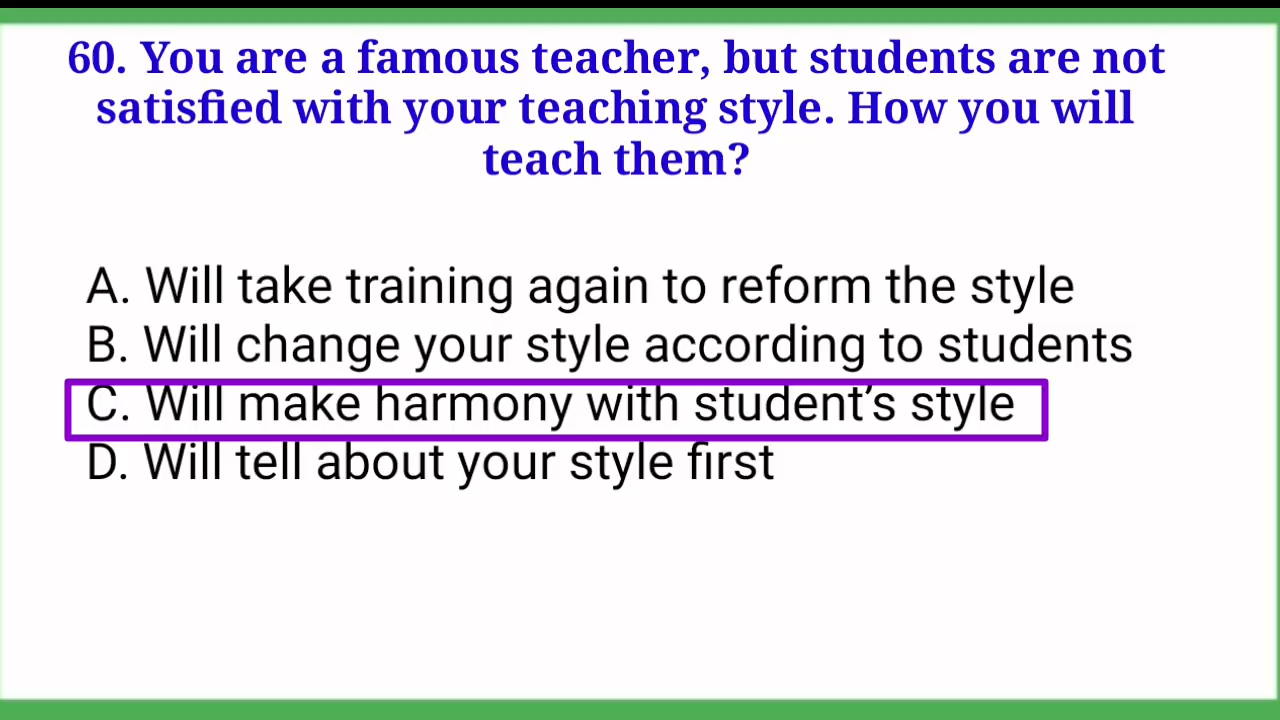 60. You are a famous teacher, but students are not
satisfied with your teaching style. How you will
teach them?
A. Will take training again to reform the style
B. Will change your style according to students
C. Will make harmony with student’s style
D. Will tell about your style first